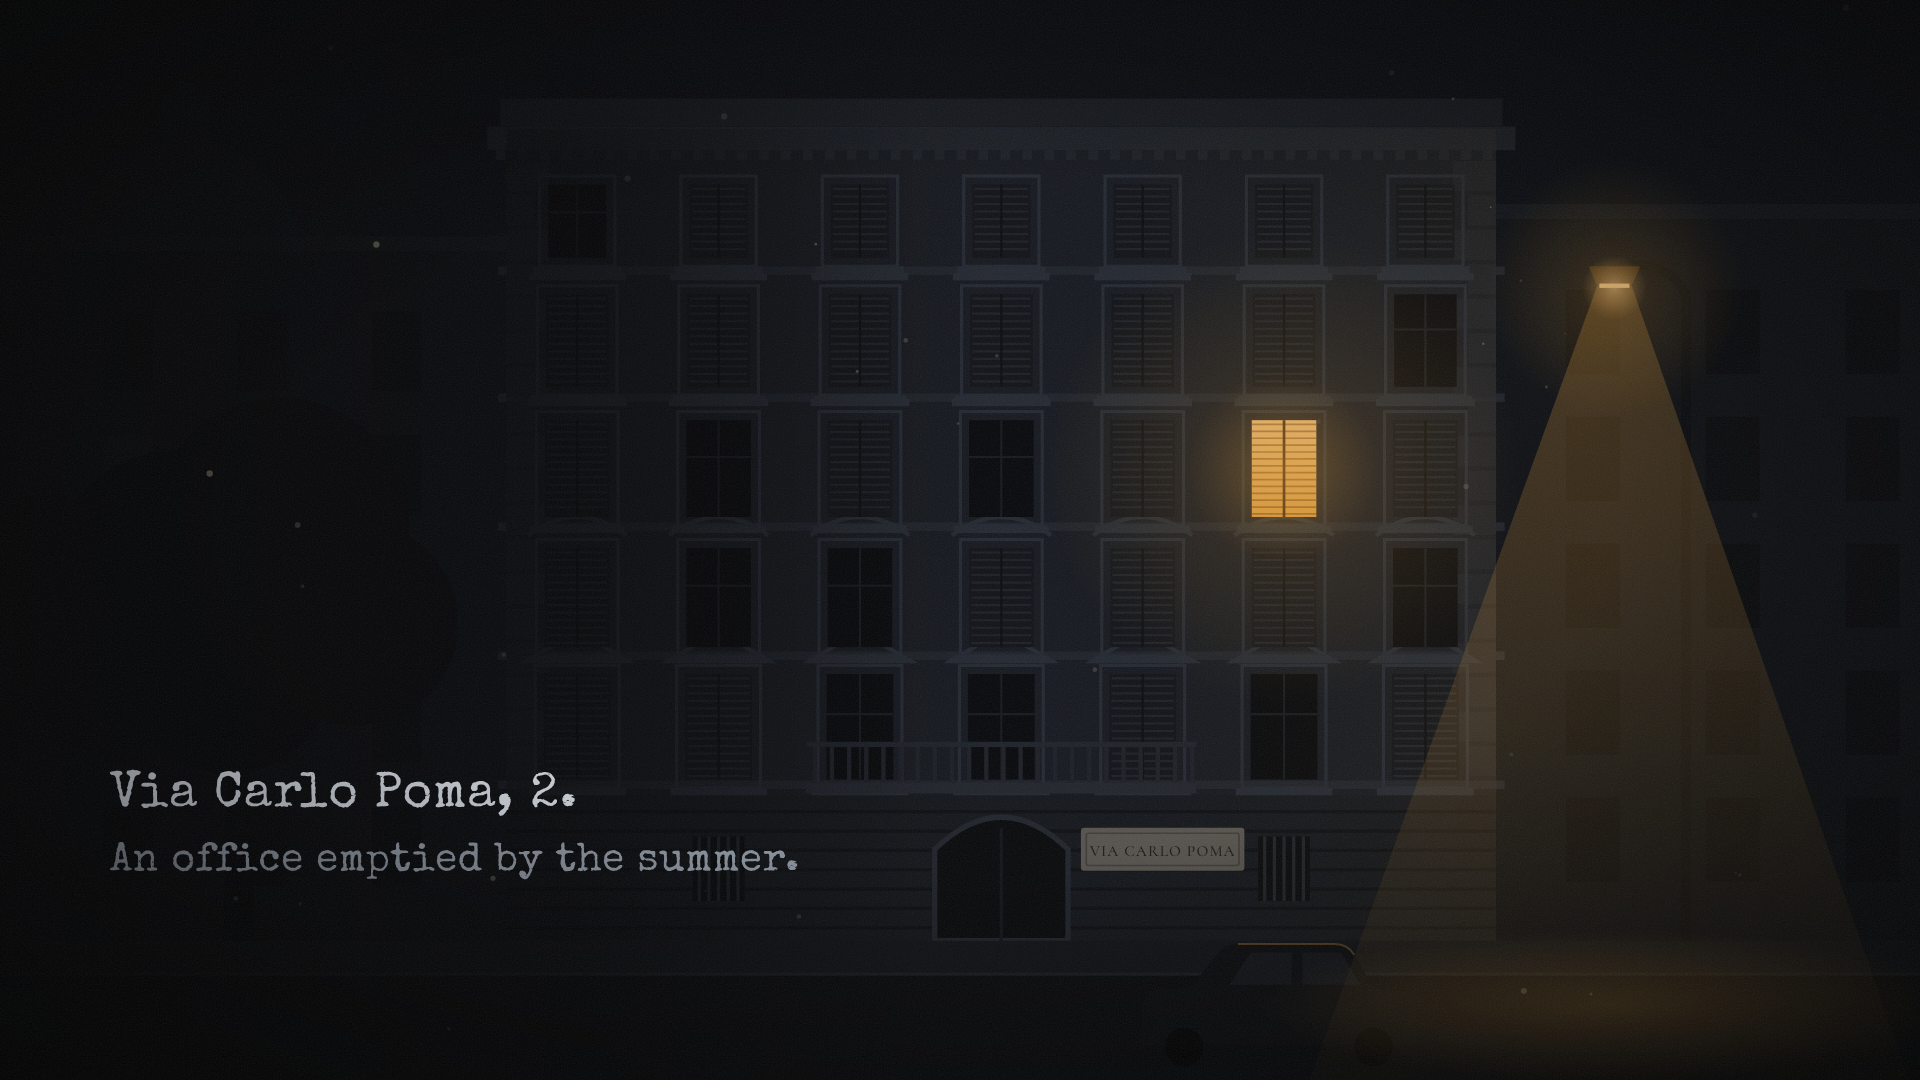 Via Carlo Poma, 2.
An office emptied by the summer.
VIA CARLO POMA